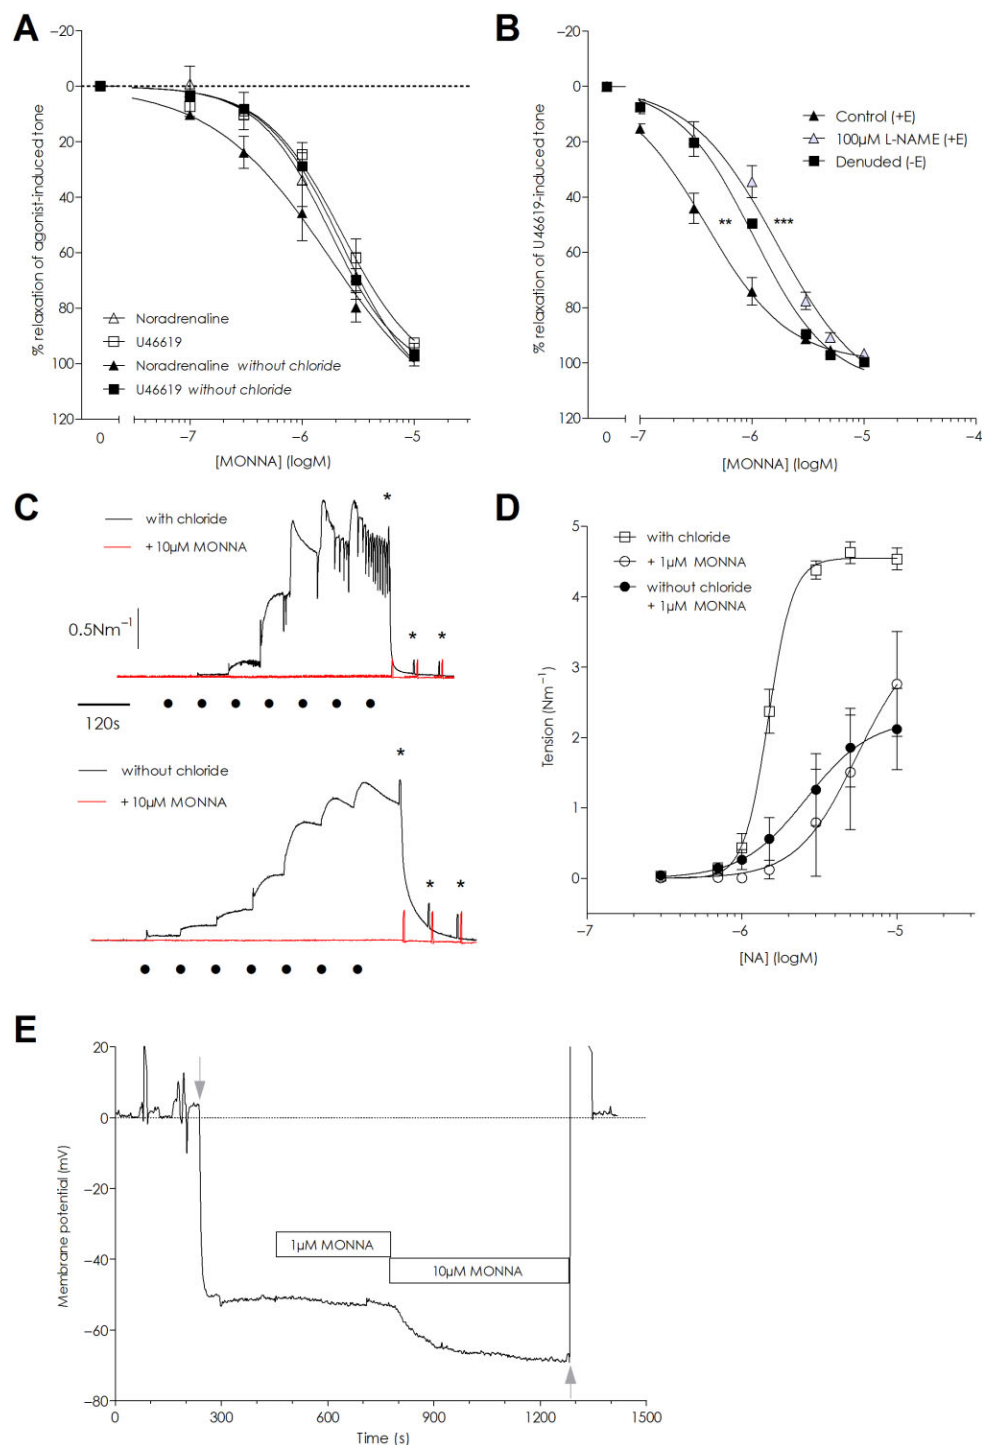 A
−20
0
20
40
60
80
100
120
% relaxation of agonist-induced tone
Noradrenaline
U46619
Noradrenaline without chloride
U46619 without chloride
0
−7
−6
−5
[MONNA] (logM)
B
−20
0
20
40
60
80
100
120
% relaxation of U46619-induced tone
Control (+E)
100µM L-NAME (+E)
Denuded (-E)
**
***
0
−7
−6
−5
−4
[MONNA] (logM)
C
with chloride
+ 10µM MONNA
*
0.5Nm⁻¹
*
*
120s
without chloride
+ 10µM MONNA
*
*
*
D
5
4
3
2
1
0
Tension (Nm⁻¹)
with chloride
+ 1µM MONNA
without chloride
+ 1µM MONNA
−7
−6
−5
[NA] (logM)
E
20
0
−20
−40
−60
−80
Membrane potential (mV)
1µM MONNA
10µM MONNA
0
300
600
900
1200
1500
Time (s)